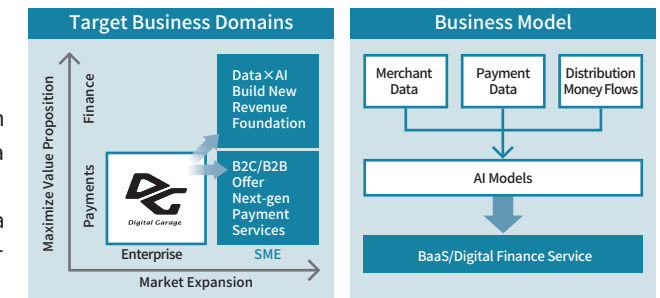 Target Business Domains
Maximize Value Proposition
Finance
Payments
Data×AI
Build New
Revenue
Foundation
B2C/B2B
Offer
Next-gen
Payment
Services
DG
Digital Garage
Enterprise
SME
Market Expansion
Business Model
Merchant
Data
Payment
Data
Distribution
Money Flows
AI Models
BaaS/Digital Finance Service